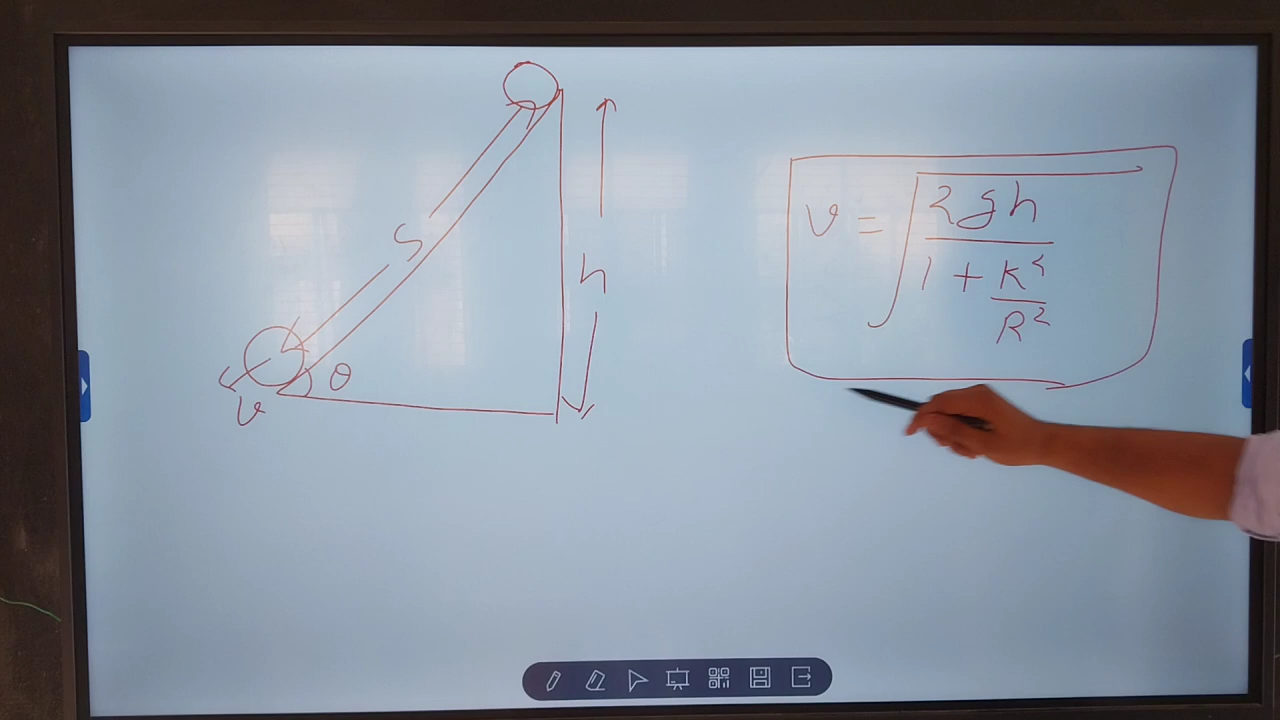 S
h
θ
v
v = √(2gh / (1 + K² / R²))